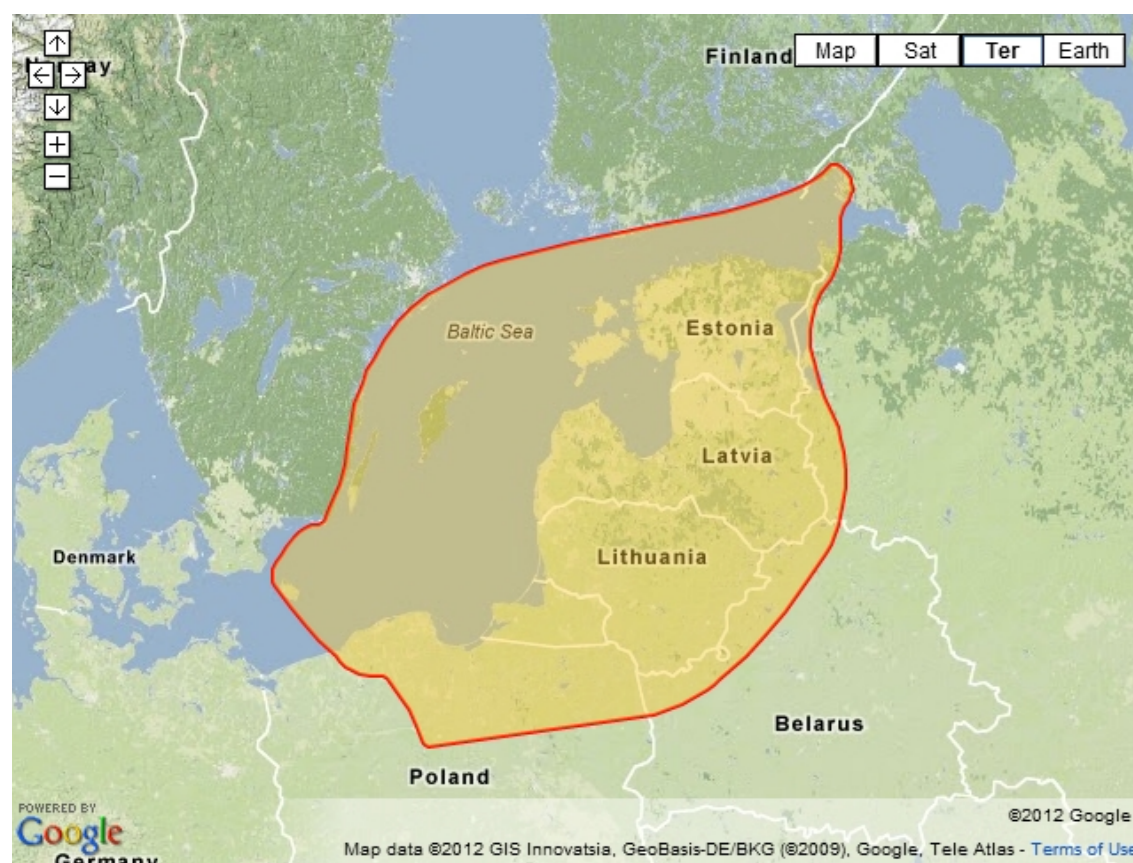 Finland
Map Sat Ter Earth
Norway
Baltic Sea
Estonia
Latvia
Denmark
Lithuania
Belarus
Poland
POWERED BY
Google
©2012 Google
Germany
Map data ©2012 GIS Innovatsia, GeoBasis-DE/BKG (©2009), Google, Tele Atlas - Terms of Use